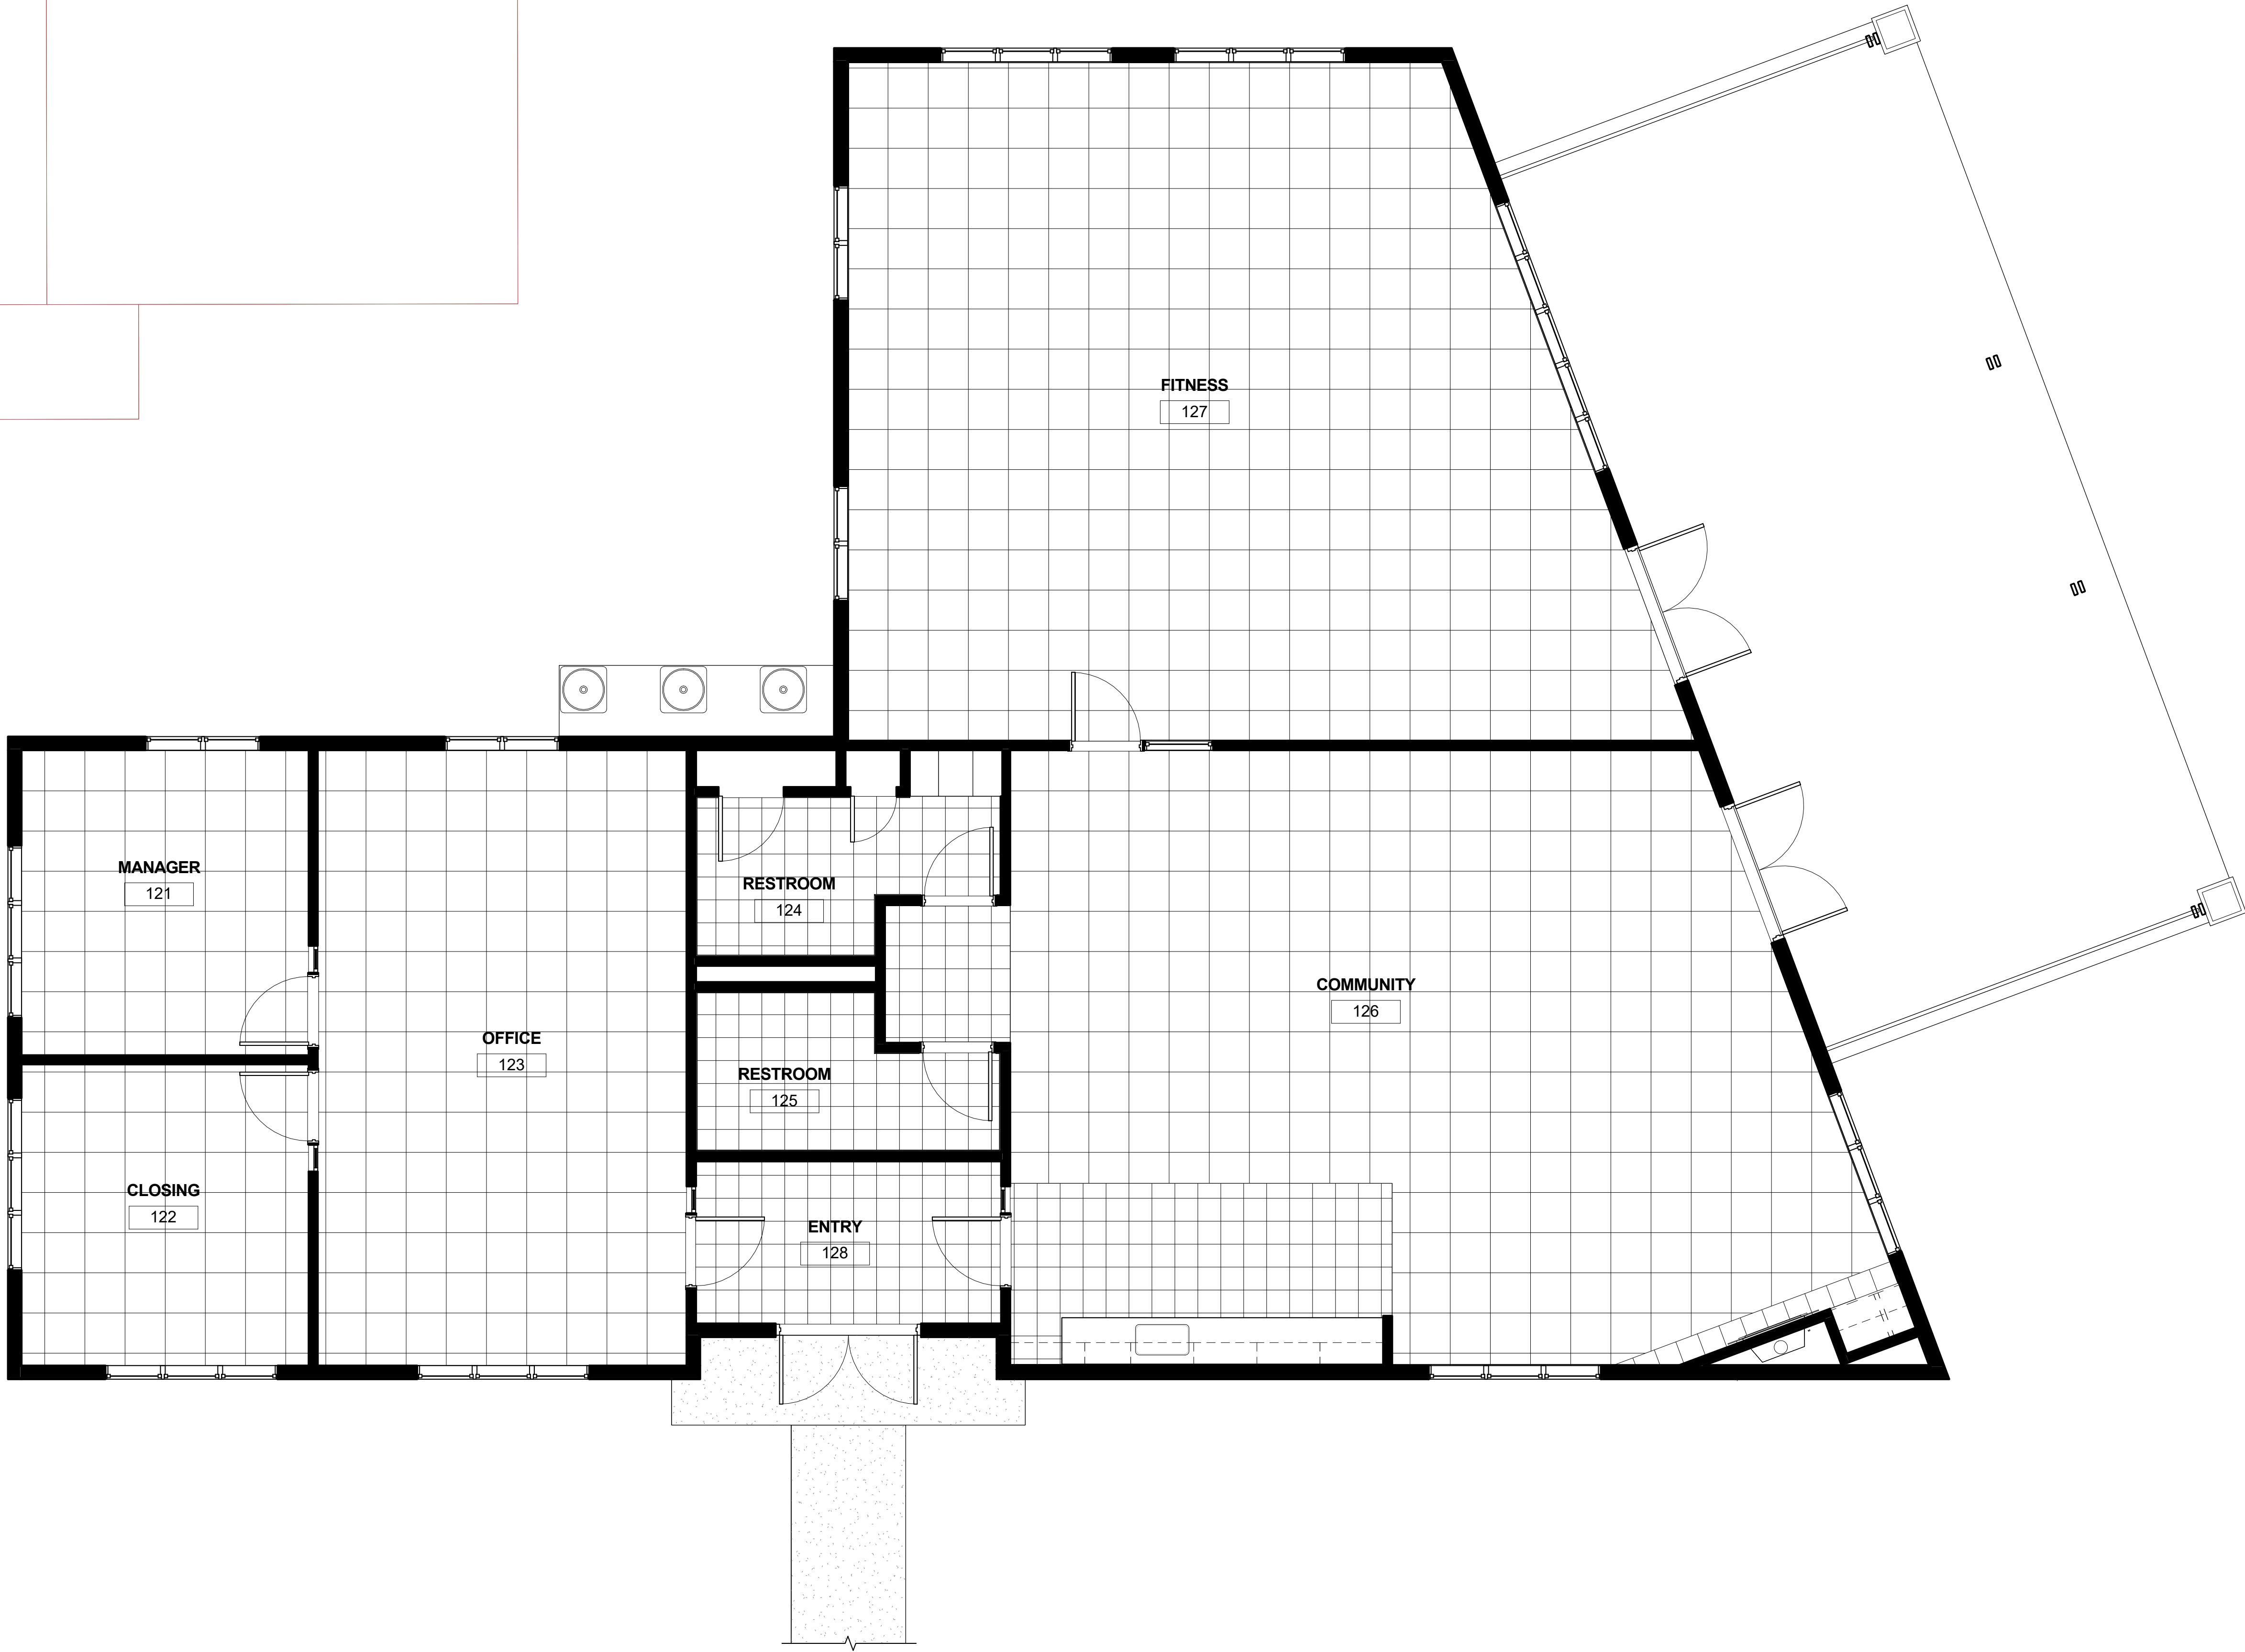 FITNESS
127
MANAGER
121
RESTROOM
124
COMMUNITY
126
OFFICE
123
RESTROOM
125
CLOSING
122
ENTRY
128